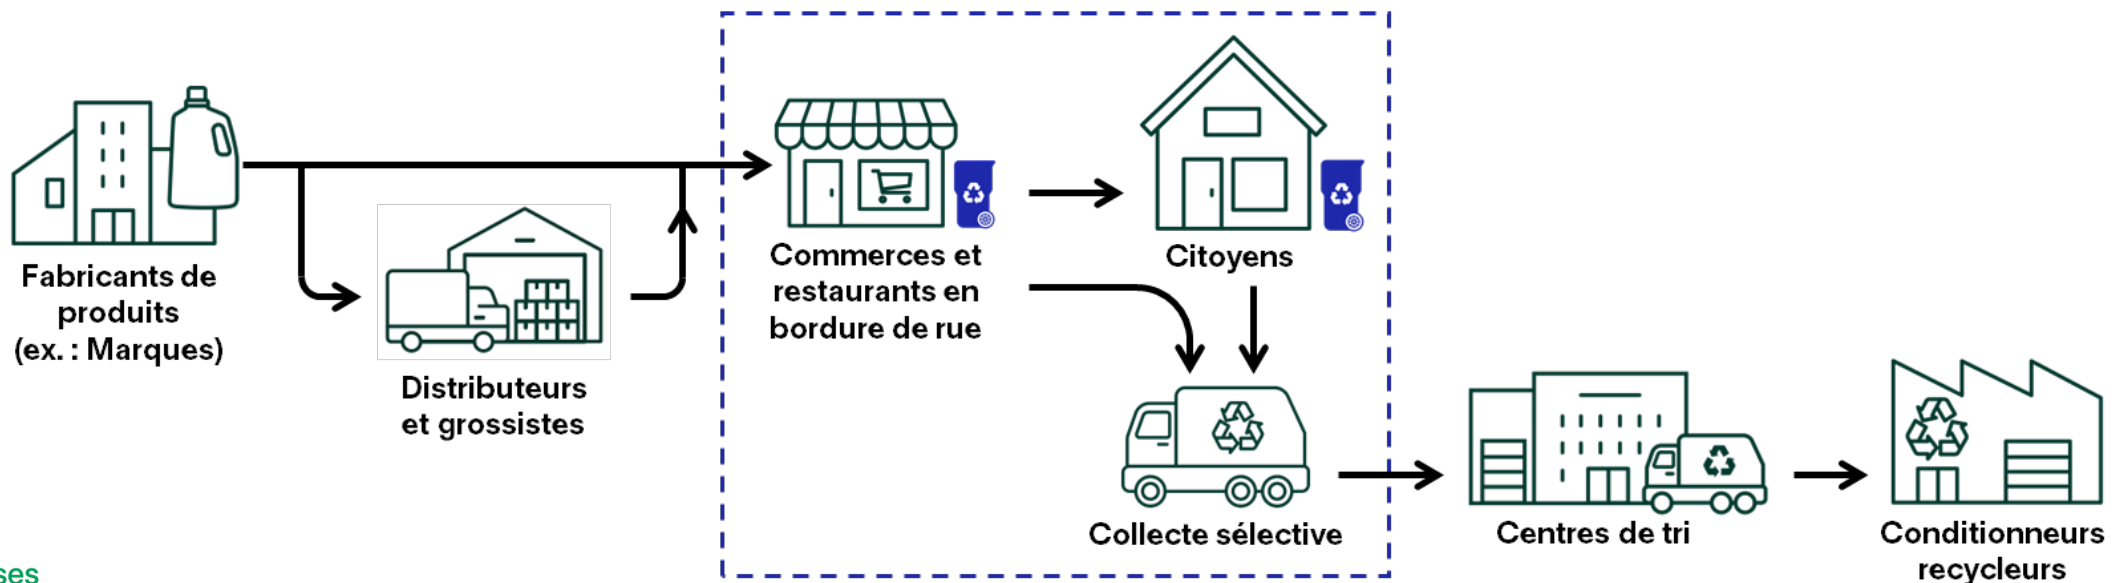 Fabricants de
produits
(ex. : Marques)
Distributeurs
et grossistes
Commerces et
restaurants en
bordure de rue
Citoyens
Collecte sélective
Centres de tri
Conditionneurs
recycleurs
ses